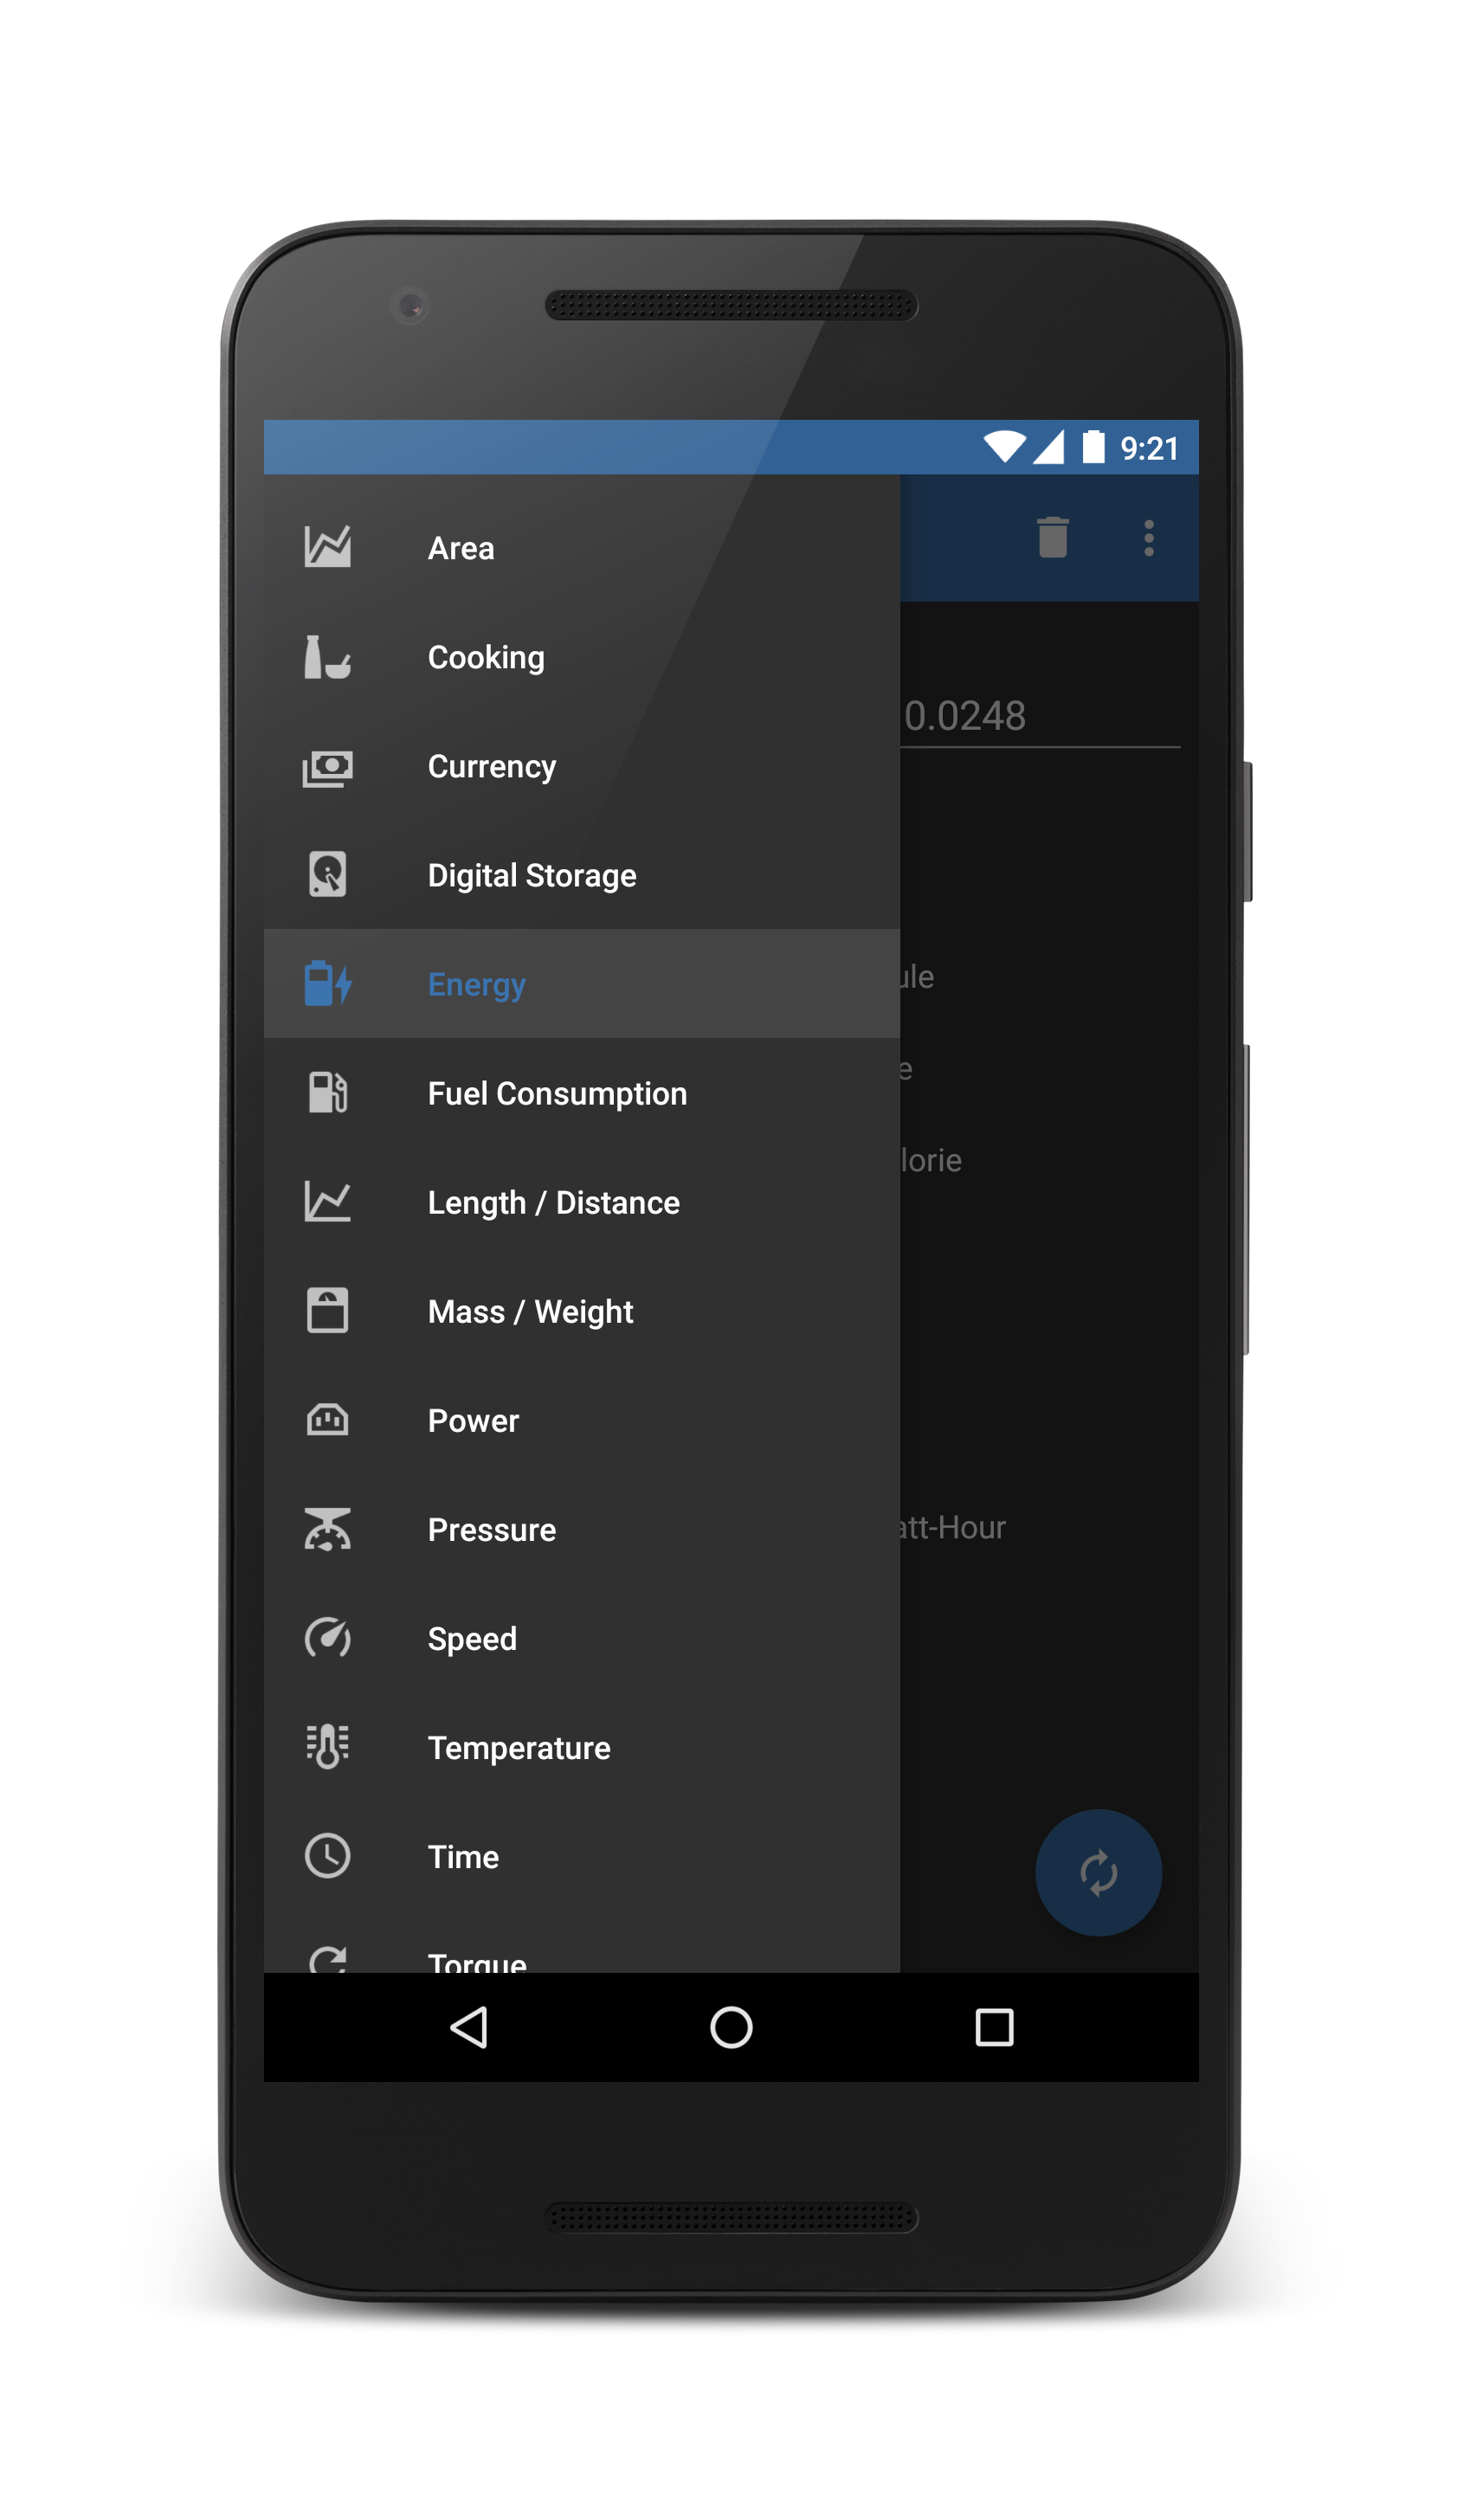 9:21
Area
Cooking
0.0248
Currency
Digital Storage
Energy
ule
e
Fuel Consumption
lorie
Length / Distance
Mass / Weight
Power
Pressure
att-Hour
Speed
Temperature
Time
Torque